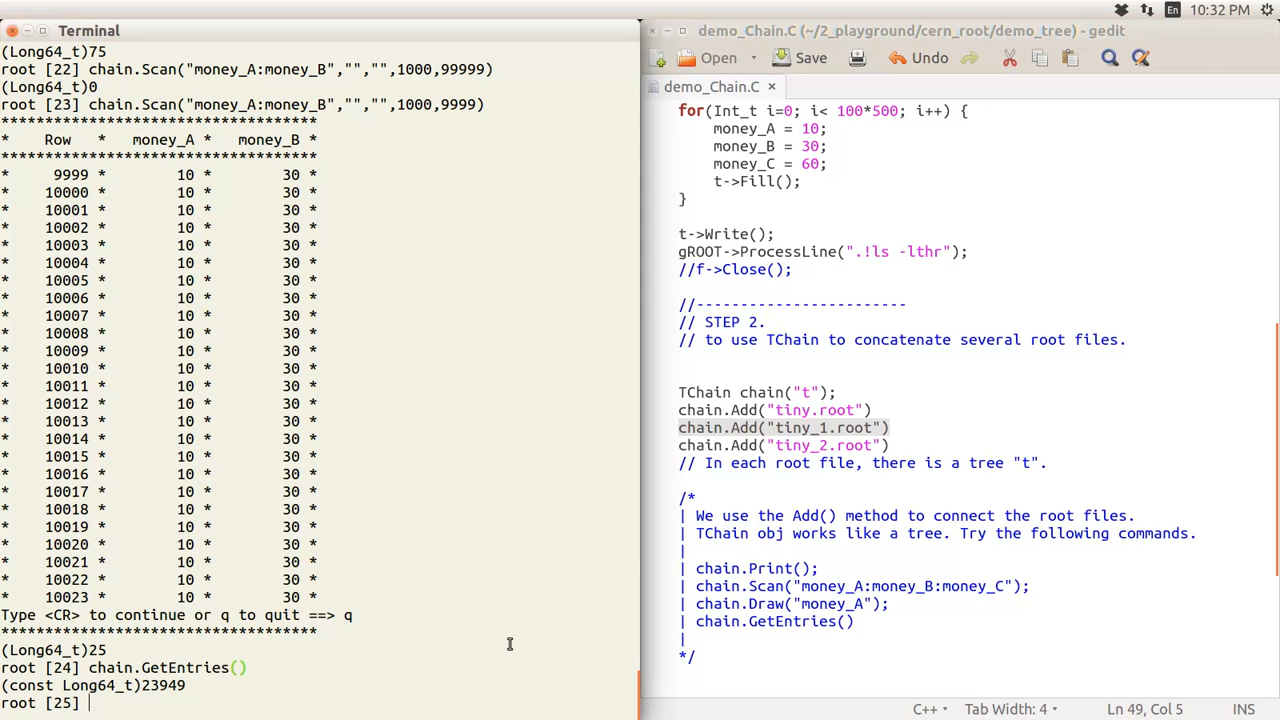 En 10:32 PM
Terminal
(Long64_t)75
root [22] chain.Scan("money_A:money_B","","",1000,99999)
(Long64_t)0
root [23] chain.Scan("money_A:money_B","","",1000,9999)
************************************
*    Row    *   money_A *   money_B *
************************************
*     9999 *        10 *        30 *
*    10000 *        10 *        30 *
*    10001 *        10 *        30 *
*    10002 *        10 *        30 *
*    10003 *        10 *        30 *
*    10004 *        10 *        30 *
*    10005 *        10 *        30 *
*    10006 *        10 *        30 *
*    10007 *        10 *        30 *
*    10008 *        10 *        30 *
*    10009 *        10 *        30 *
*    10010 *        10 *        30 *
*    10011 *        10 *        30 *
*    10012 *        10 *        30 *
*    10013 *        10 *        30 *
*    10014 *        10 *        30 *
*    10015 *        10 *        30 *
*    10016 *        10 *        30 *
*    10017 *        10 *        30 *
*    10018 *        10 *        30 *
*    10019 *        10 *        30 *
*    10020 *        10 *        30 *
*    10021 *        10 *        30 *
*    10022 *        10 *        30 *
*    10023 *        10 *        30 *
Type <CR> to continue or q to quit ==> q
************************************
(Long64_t)25
root [24] chain.GetEntries()
(const Long64_t)23949
root [25]
demo_Chain.C (~/2_playground/cern_root/demo_tree) - gedit
Open Save Undo
demo_Chain.C ×
for(Int_t i=0; i< 100*500; i++) {
    money_A = 10;
    money_B = 30;
    money_C = 60;
    t->Fill();
}
t->Write();
gROOT->ProcessLine(".!ls -lthr");
//f->Close();
//------------------------
// STEP 2.
// to use TChain to concatenate several root files.
TChain chain("t");
chain.Add("tiny.root")
chain.Add("tiny_1.root")
chain.Add("tiny_2.root")
// In each root file, there is a tree "t".
/*
| We use the Add() method to connect the root files.
| TChain obj works like a tree. Try the following commands.
|
| chain.Print();
| chain.Scan("money_A:money_B:money_C");
| chain.Draw("money_A");
| chain.GetEntries()
|
*/
C++ Tab Width: 4 Ln 49, Col 5 INS